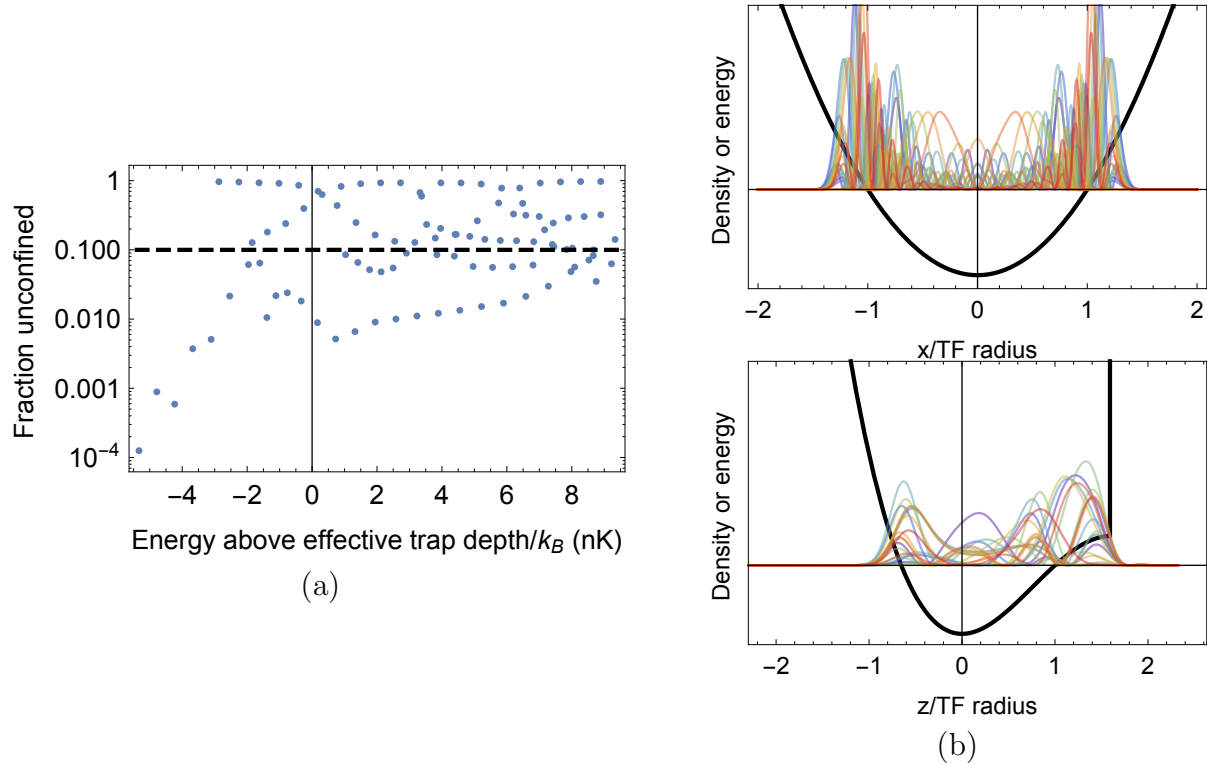 Fraction unconfined
1
0.100
0.010
0.001
10⁻⁴
−4 −2 0 2 4 6 8
Energy above effective trap depth/k_B (nK)
(a)
Density or energy
−2 −1 0 1 2
x/TF radius
Density or energy
−2 −1 0 1 2
z/TF radius
(b)